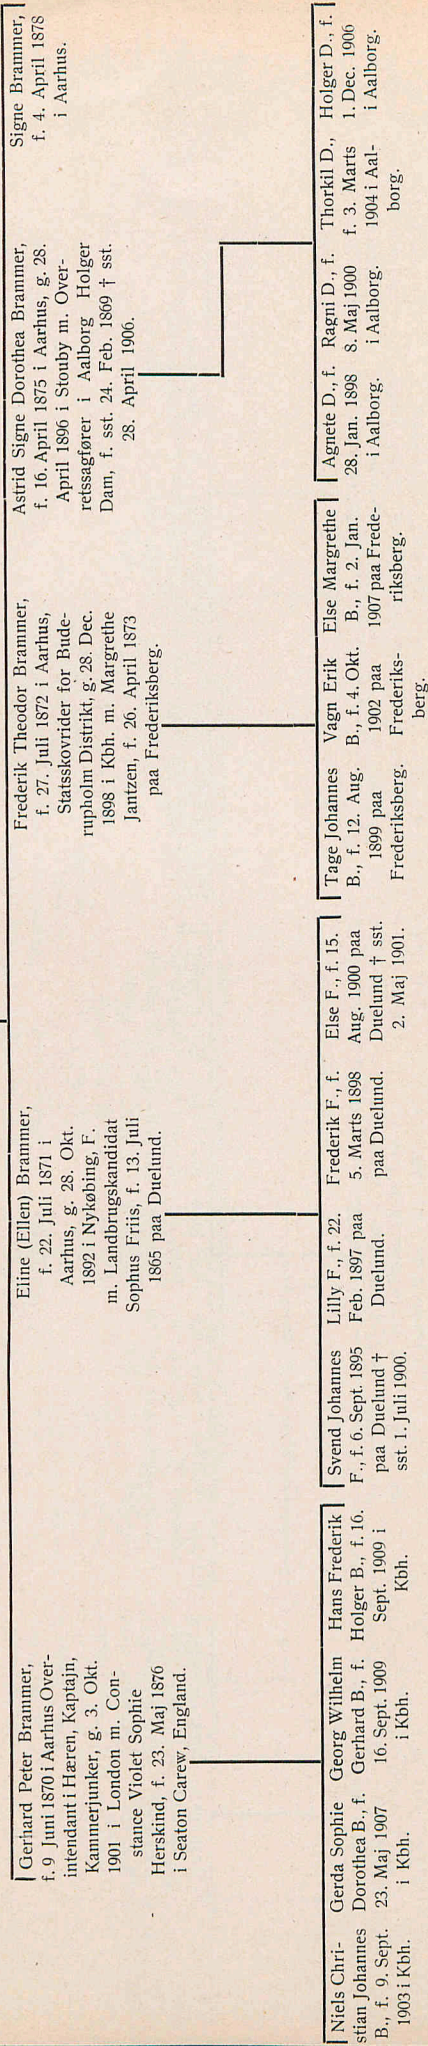 Gerhard Peter Brammer,
f. 9 Juni 1870 i Aarhus Over-
intendant i Hæren, Kaptajn,
Kammerjunker, g. 3. Okt.
1901 i London m. Con-
stance Violet Sophie
Herskind, f. 23. Maj 1876
i Seaton Carew, England.
Eline (Ellen) Brammer,
f. 22. Juli 1871 i
Aarhus, g. 28. Okt.
1892 i Nykøbing, F.
m. Landbrugskandidat
Sophus Friis, f. 13. Juli
1865 paa Duelund.
Frederik Theodor Brammer,
f. 27. Juli 1872 i Aarhus,
Statsskovrider for Bude-
rupholm Distrikt, g. 28. Dec.
1898 i Kbh. m. Margrethe
Jantzen, f. 26. April 1873
paa Frederiksberg.
Astrid Signe Dorothea Brammer,
f. 16. April 1875 i Aarhus, g. 28.
April 1896 i Stouby m. Over-
retssagfører i Aalborg Holger
Dam, f. sst. 24. Feb. 1869 † sst.
28. April 1906.
Signe Brammer,
f. 4. April 1878
i Aarhus.
Niels Chri-
stian Johannes
B., f. 9. Sept.
1903 i Kbh.
Gerda Sophie
Dorothea B., f.
23. Maj 1907
i Kbh.
Georg Wilhelm
Gerhard B., f.
16. Sept. 1909
i Kbh.
Hans Frederik
Holger B., f. 16.
Sept. 1909 i
Kbh.
Svend Johannes
F., f. 6. Sept. 1895
paa Duelund †
sst. 1. Juli 1900.
Lilly F., f. 22.
Feb. 1897 paa
Duelund.
Frederik F., f.
5. Marts 1898
paa Duelund.
Else F., f. 15.
Aug. 1900 paa
Duelund † sst.
2. Maj 1901.
Tage Johannes
B., f. 12. Aug.
1899 paa
Frederiksberg.
Vagn Erik
B., f. 4. Okt.
1902 paa
Frederiks-
berg.
Else Margrethe
B., f. 2. Jan.
1907 paa Frede-
riksberg.
Agnete D., f.
28. Jan. 1898
i Aalborg.
Ragni D., f.
8. Maj 1900
i Aalborg.
Thorkil D.,
f. 3. Marts
1904 i Aal-
borg.
Holger D., f.
1. Dec. 1906
i Aalborg.